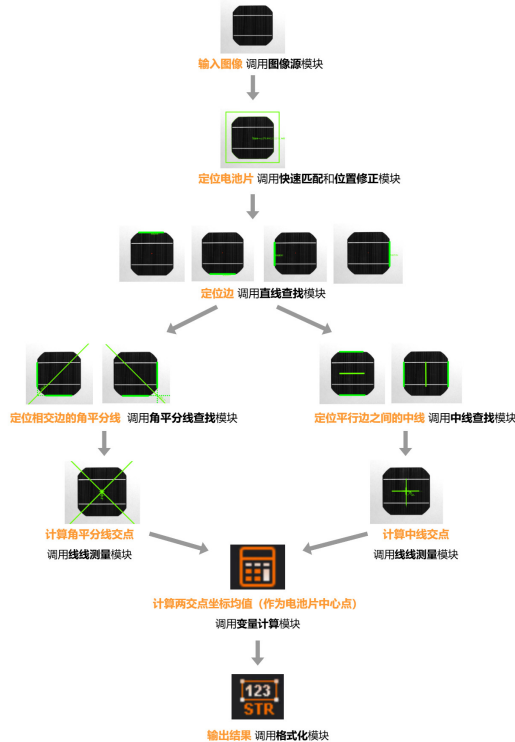 输入图像 调用图像源模块
定位电池片 调用快速匹配和位置修正模块
定位边 调用直线查找模块
定位相交边的角平分线 调用角平分线查找模块
定位平行边之间的中线 调用中线查找模块
计算角平分线交点
调用线线测量模块
计算中线交点
调用线线测量模块
计算两交点坐标均值（作为电池片中心点）
调用变量计算模块
123
STR
输出结果 调用格式化模块